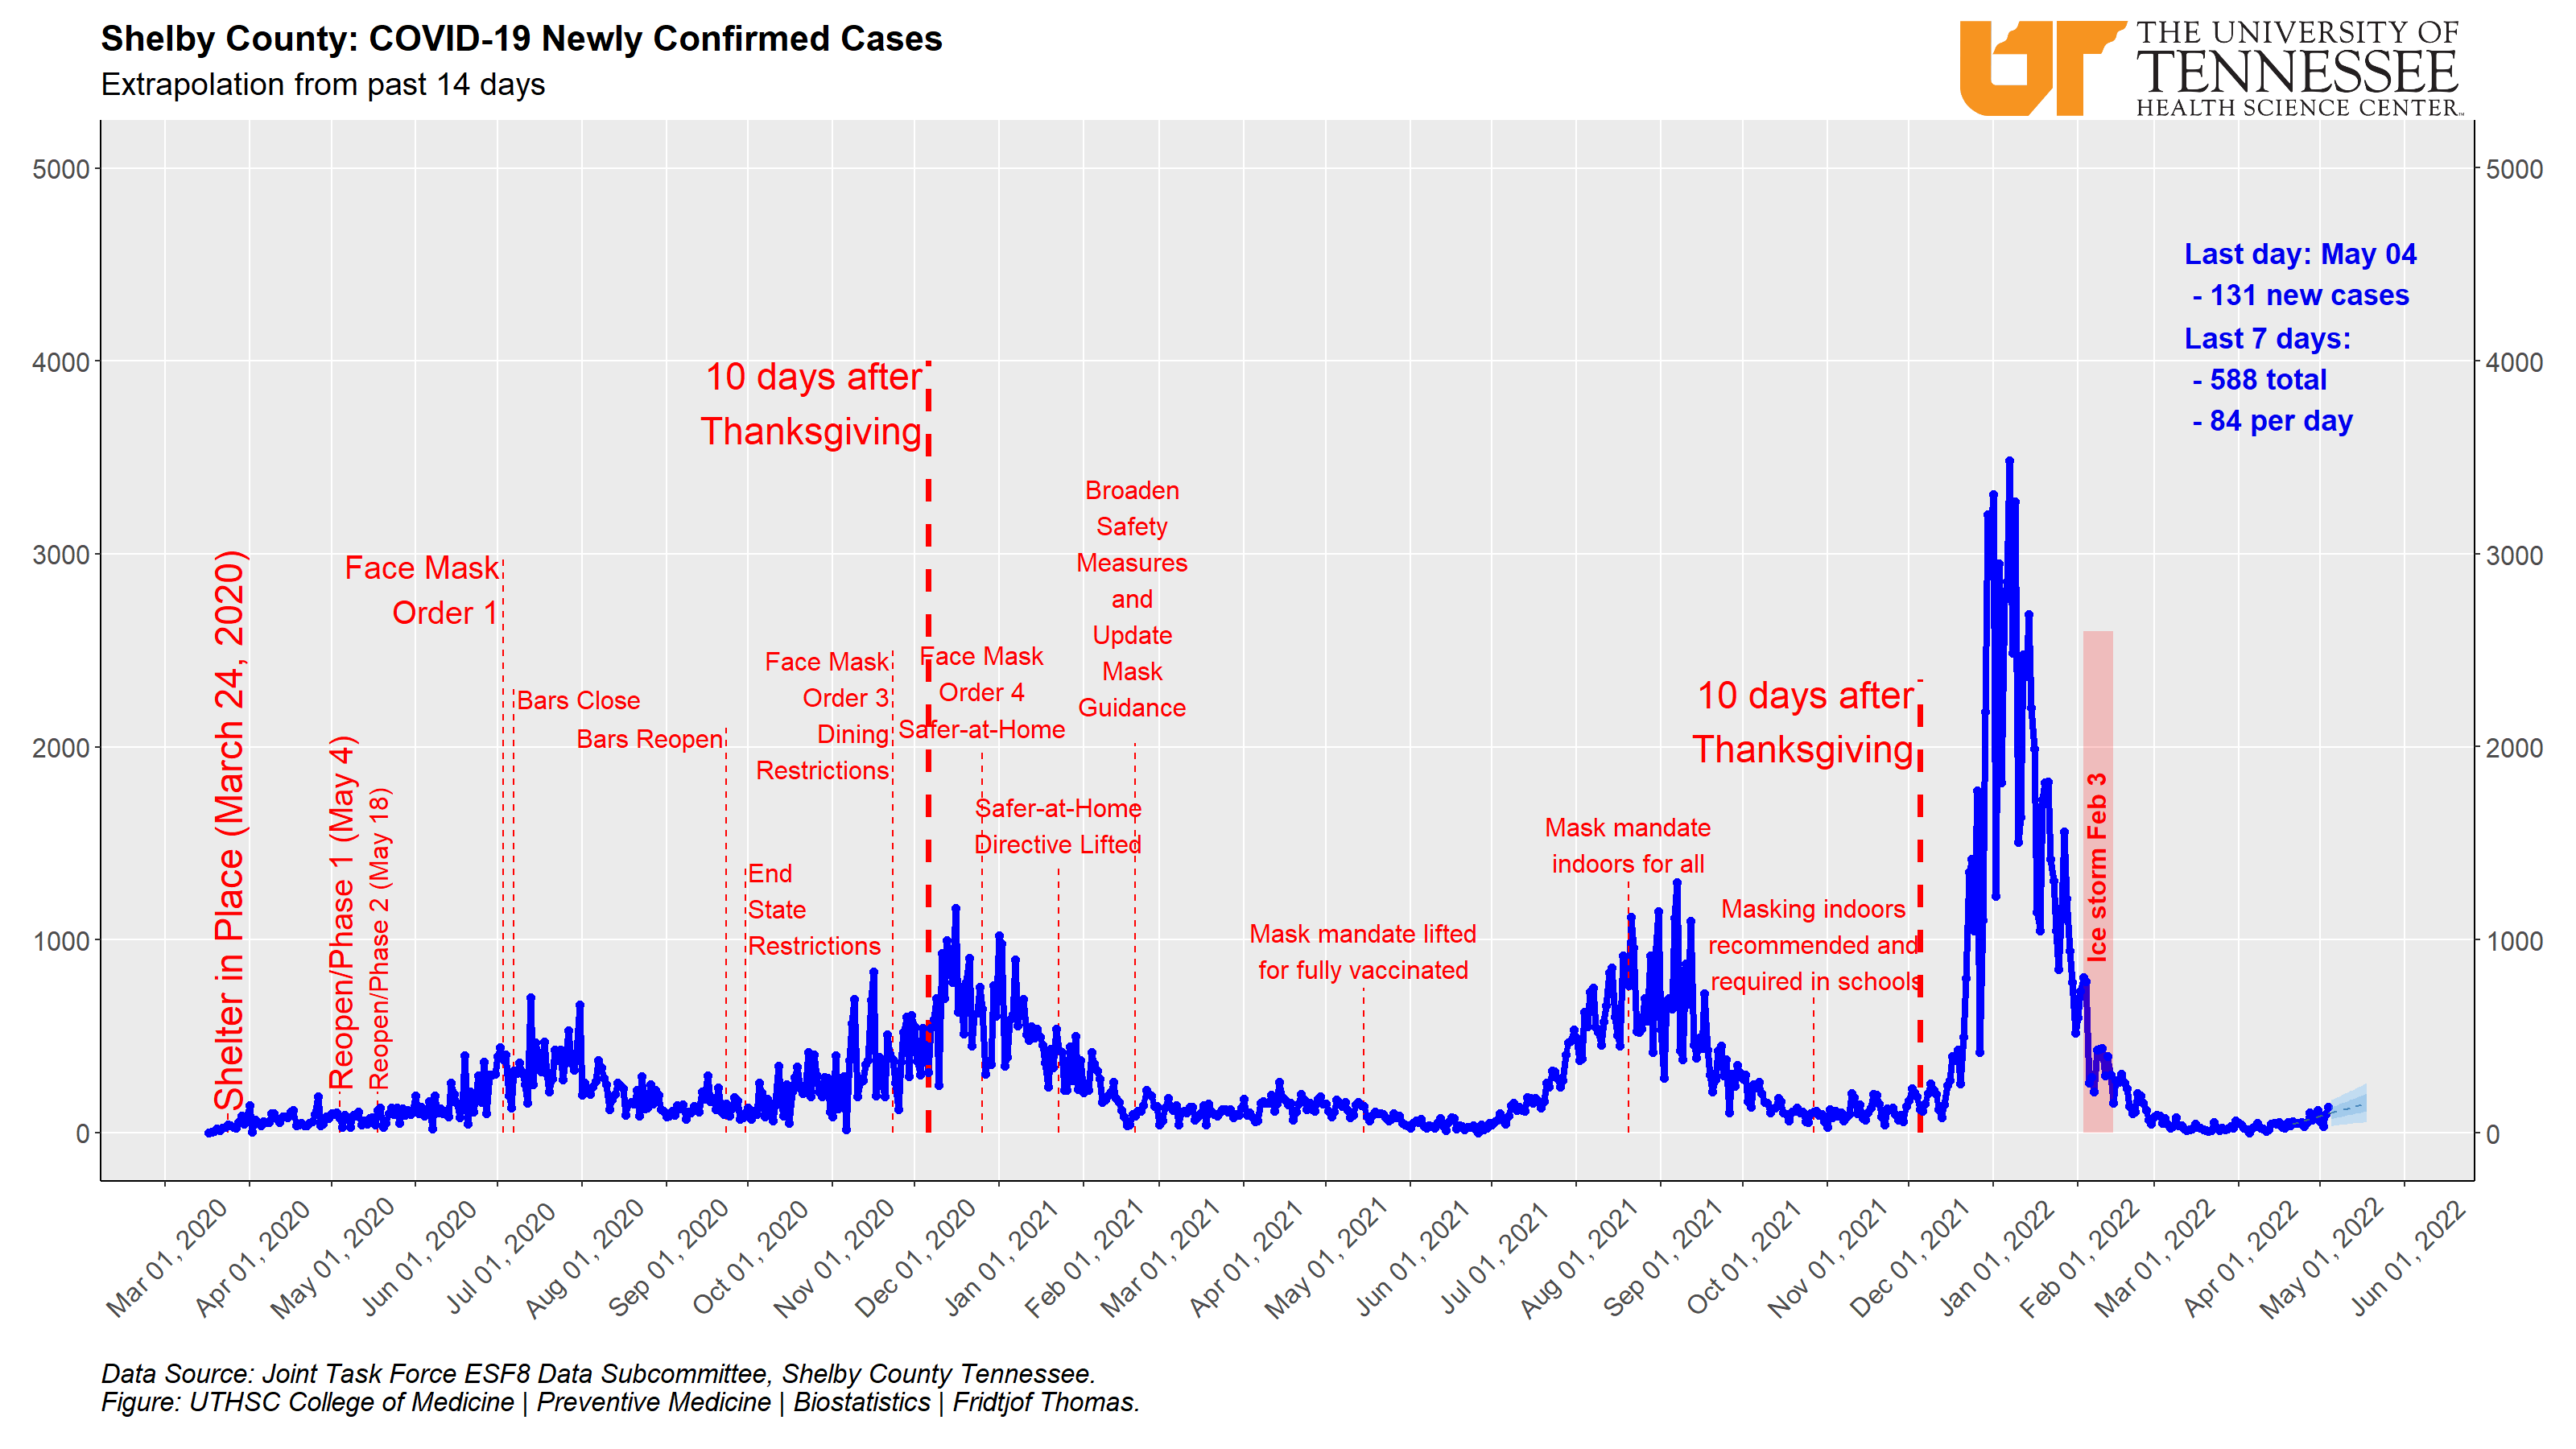 Shelby County: COVID-19 Newly Confirmed Cases
Extrapolation from past 14 days
THE UNIVERSITY OF
TENNESSEE
HEALTH SCIENCE CENTER™
5000
4000
3000
2000
1000
0
5000
4000
3000
2000
1000
0
Last day: May 04
- 131 new cases
Last 7 days:
- 588 total
- 84 per day
Shelter in Place (March 24, 2020)
Reopen/Phase 1 (May 4)
Reopen/Phase 2 (May 18)
Face Mask
Order 1
Bars Close
Bars Reopen
End
State
Restrictions
Face Mask
Order 3
Dining
Restrictions
10 days after
Thanksgiving
Face Mask
Order 4
Safer-at-Home
Safer-at-Home
Directive Lifted
Broaden
Safety
Measures
and
Update
Mask
Guidance
Mask mandate lifted
for fully vaccinated
Mask mandate
indoors for all
Masking indoors
recommended and
required in schools
10 days after
Thanksgiving
Ice storm Feb 3
Mar 01, 2020
Apr 01, 2020
May 01, 2020
Jun 01, 2020
Jul 01, 2020
Aug 01, 2020
Sep 01, 2020
Oct 01, 2020
Nov 01, 2020
Dec 01, 2020
Jan 01, 2021
Feb 01, 2021
Mar 01, 2021
Apr 01, 2021
May 01, 2021
Jun 01, 2021
Jul 01, 2021
Aug 01, 2021
Sep 01, 2021
Oct 01, 2021
Nov 01, 2021
Dec 01, 2021
Jan 01, 2022
Feb 01, 2022
Mar 01, 2022
Apr 01, 2022
May 01, 2022
Jun 01, 2022
Data Source: Joint Task Force ESF8 Data Subcommittee, Shelby County Tennessee.
Figure: UTHSC College of Medicine | Preventive Medicine | Biostatistics | Fridtjof Thomas.